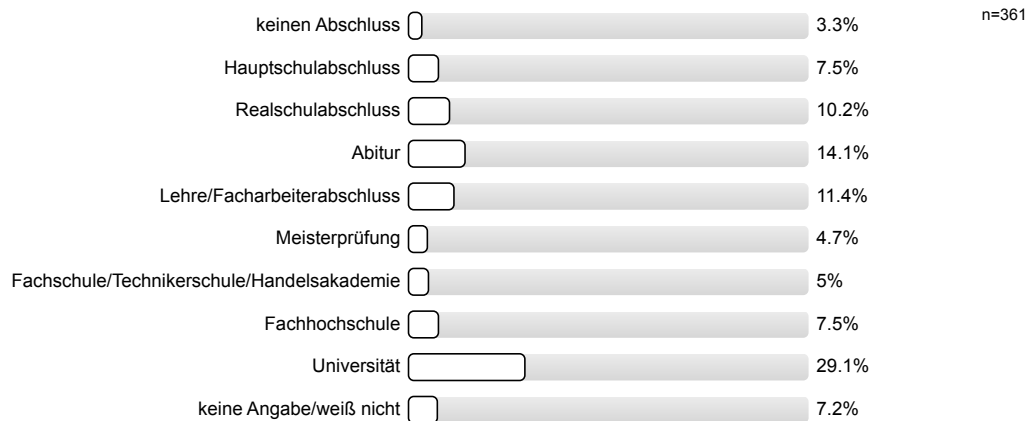 n=361
keinen Abschluss 3.3%
Hauptschulabschluss 7.5%
Realschulabschluss 10.2%
Abitur 14.1%
Lehre/Facharbeiterabschluss 11.4%
Meisterprüfung 4.7%
Fachschule/Technikerschule/Handelsakademie 5%
Fachhochschule 7.5%
Universität 29.1%
keine Angabe/weiß nicht 7.2%